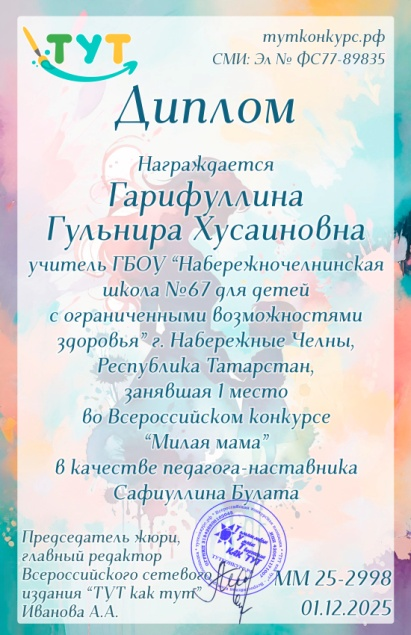 ТУТ
тутконкурс.рф
СМИ: Эл № ФС77-89835
Диплом
Награждается
Гарифуллина
Гульнира Хусаиновна
учитель ГБОУ “Набережночелнинская
школа №67 для детей
с ограниченными возможностями
здоровья” г. Набережные Челны,
Республика Татарстан,
занявшая 1 место
во Всероссийском конкурсе
“Милая мама”
в качестве педагога-наставника
Сафиуллина Булата
Председатель жюри,
главный редактор
Всероссийского сетевого
издания “ТУТ как тут”
Иванова А.А.
КАК ТУТ
ММ 25-2998
01.12.2025